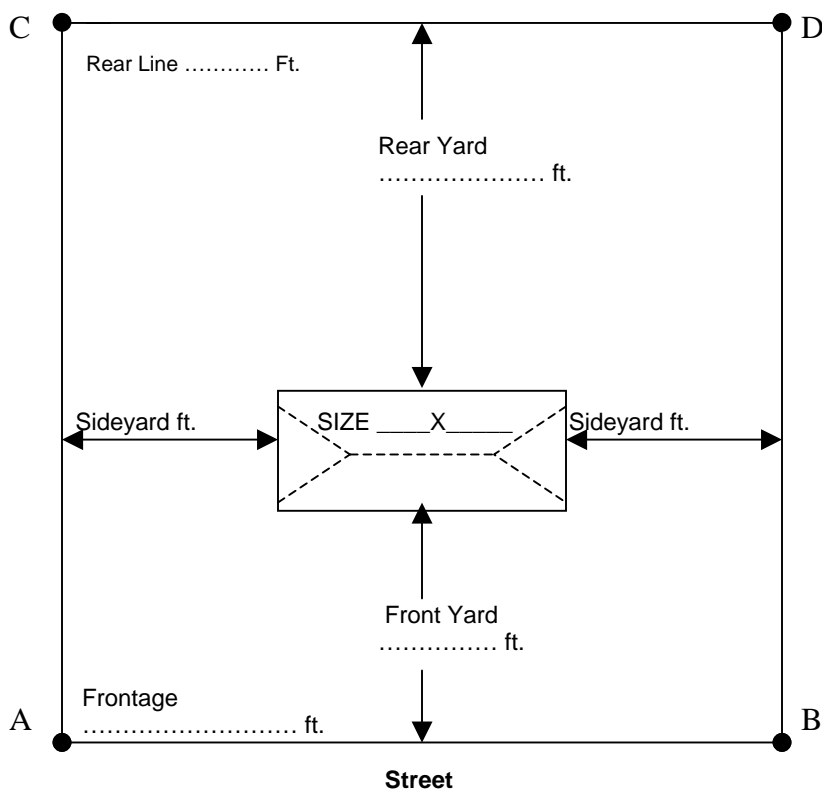 C
D
Rear Line ………… Ft.
Rear Yard
………………… ft.
Sideyard ft.
SIZE ____X_____
Sideyard ft.
Front Yard
…………… ft.
Frontage
……………………… ft.
A
B
Street